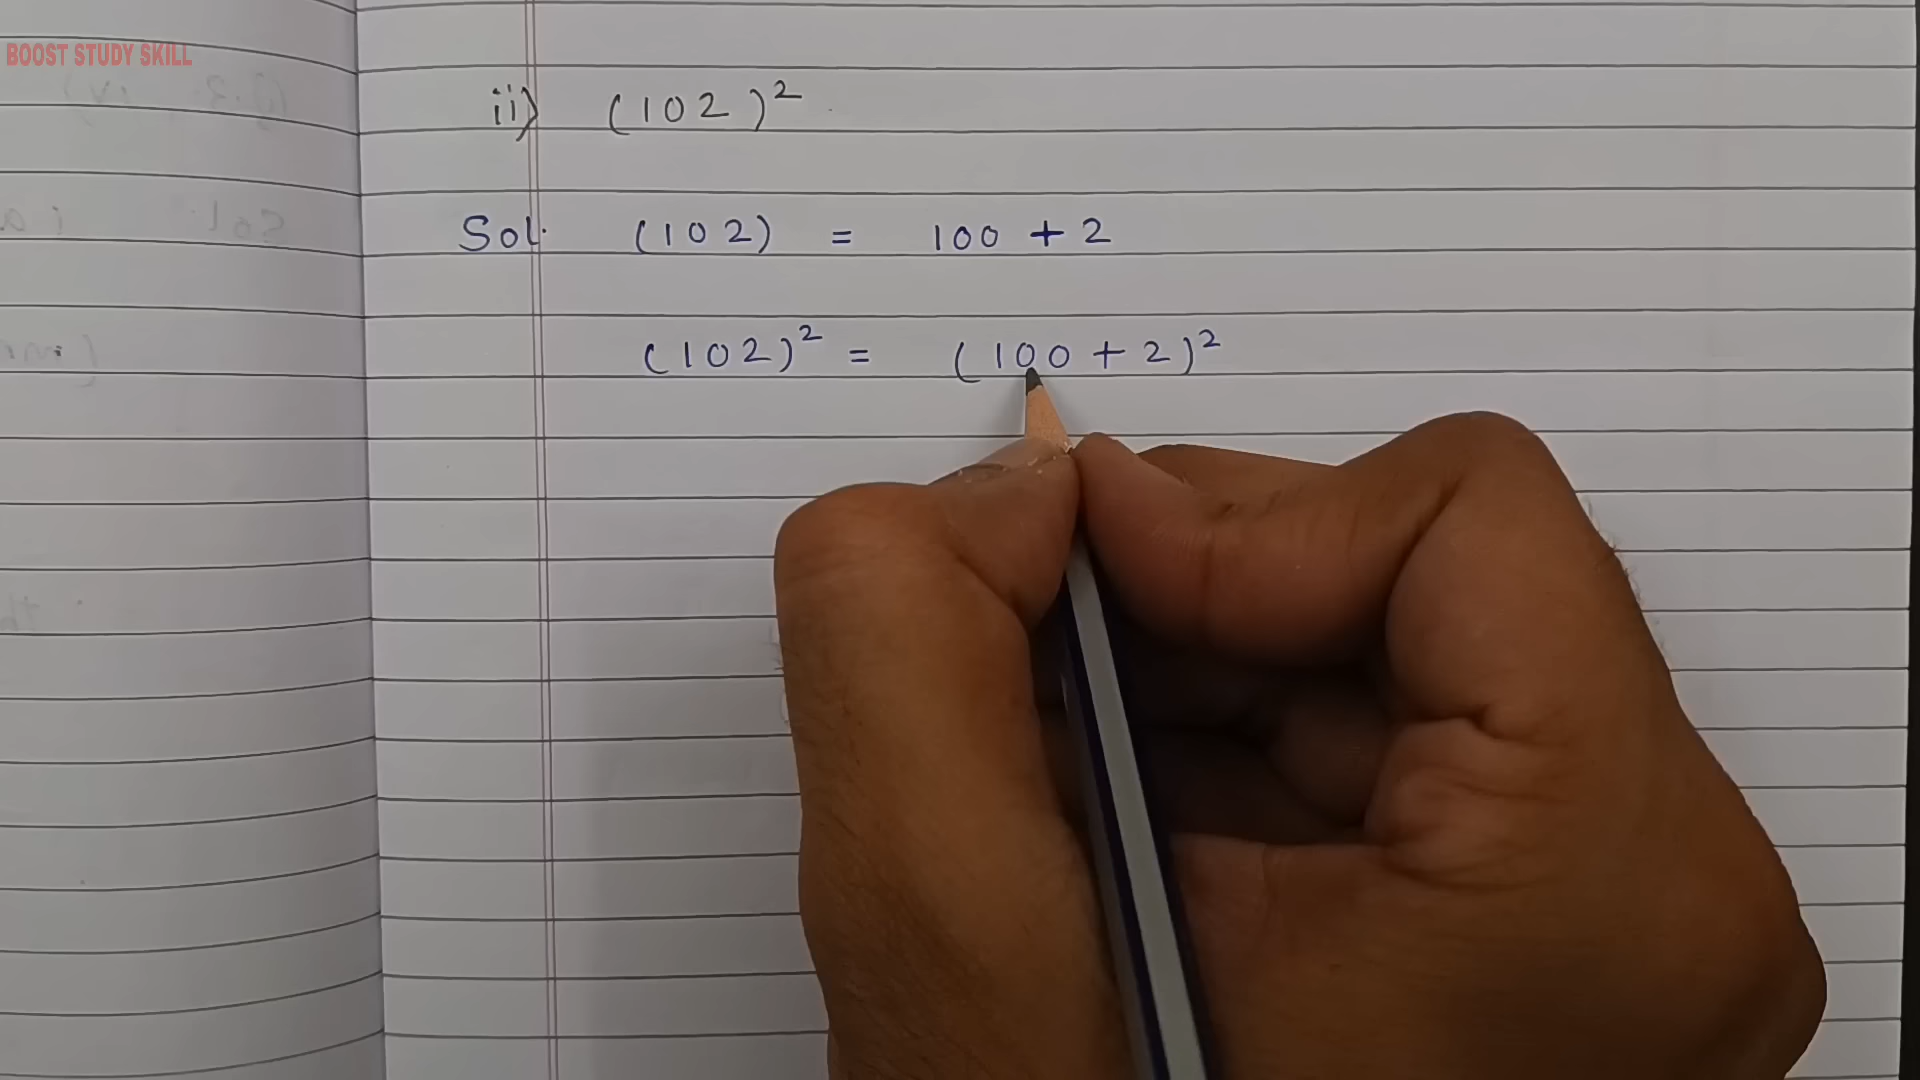 BOOST STUDY SKILL
ii) (102)²
Sol. (102) = 100 + 2
(102)² = (100 + 2)²